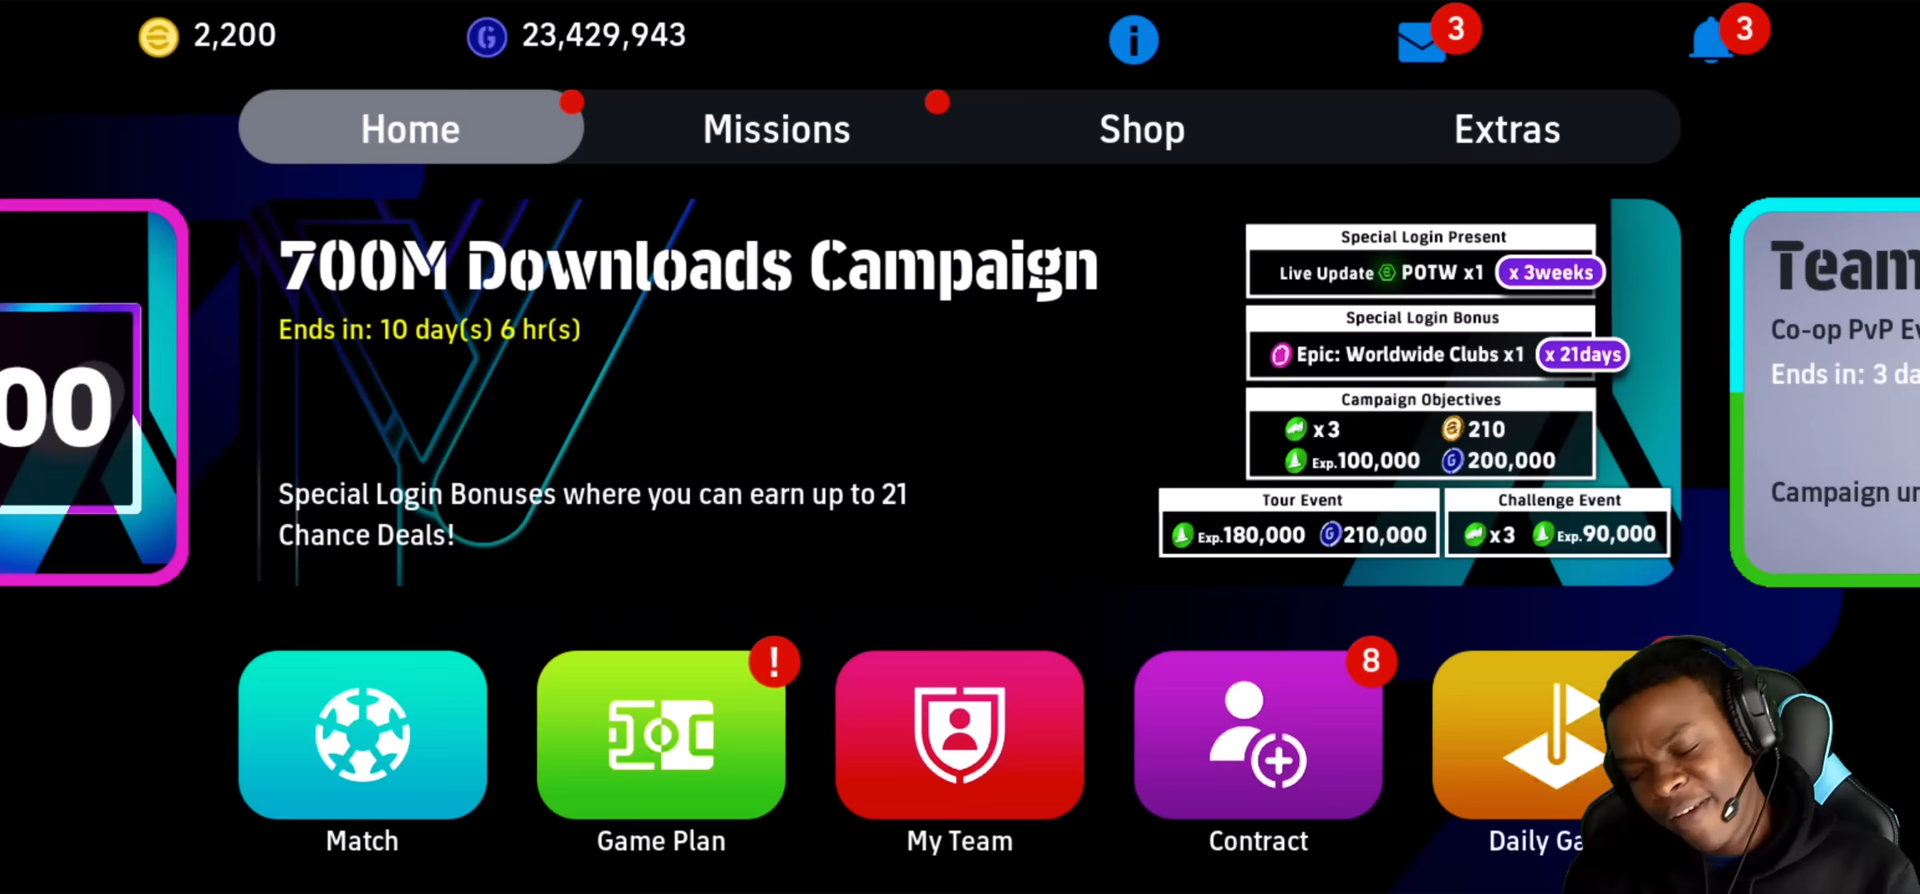 2,200
23,429,943
3
3
Home
Missions
Shop
Extras
00
700M Downloads Campaign
Ends in: 10 day(s) 6 hr(s)
Special Login Bonuses where you can earn up to 21
Chance Deals!
Special Login Present
Live Update POTW x1 x 3weeks
Special Login Bonus
Epic: Worldwide Clubs x1 x 21days
Campaign Objectives
x3 210
Exp.100,000 200,000
Tour Event
Exp.180,000 210,000
Challenge Event
x3 Exp.90,000
Team
Co-op PvP Ev
Ends in: 3 da
Campaign un
!
8
Match
Game Plan
My Team
Contract
Daily Ga